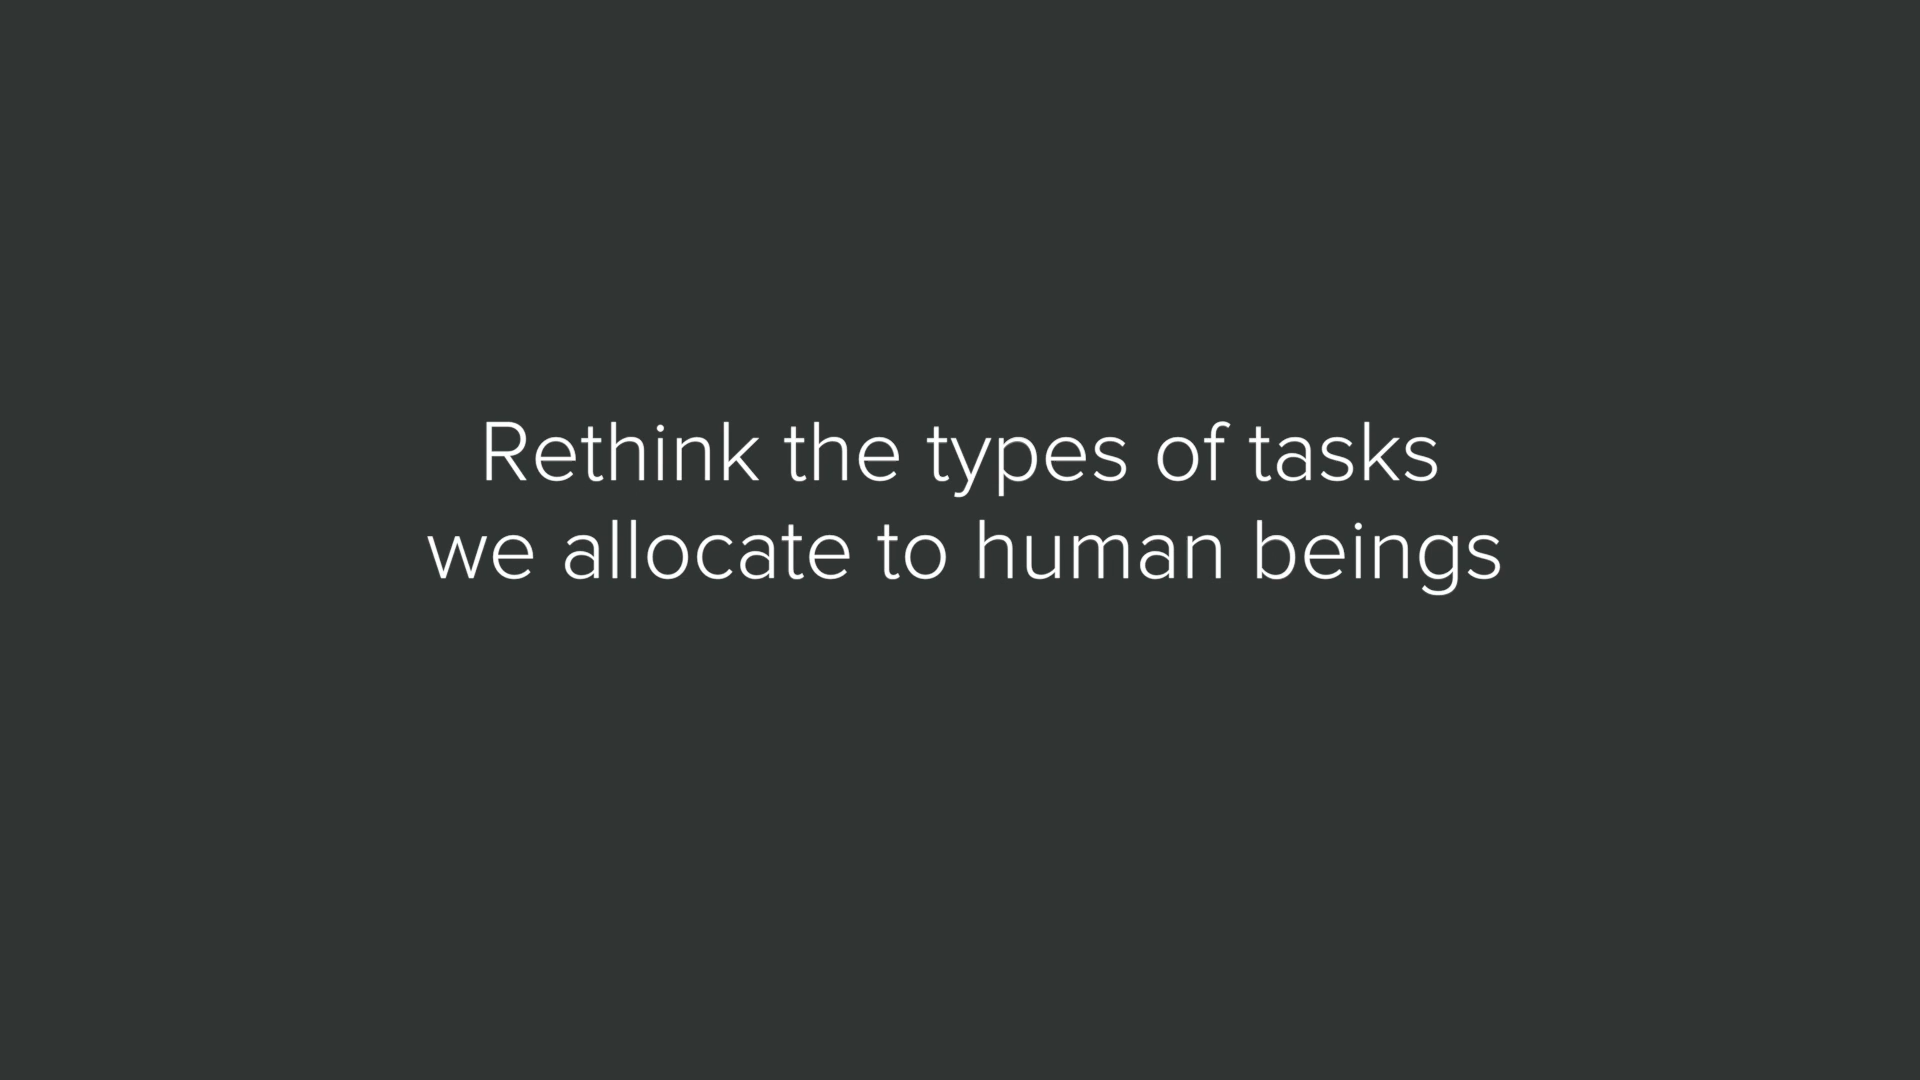 Rethink the types of tasks
we allocate to human beings